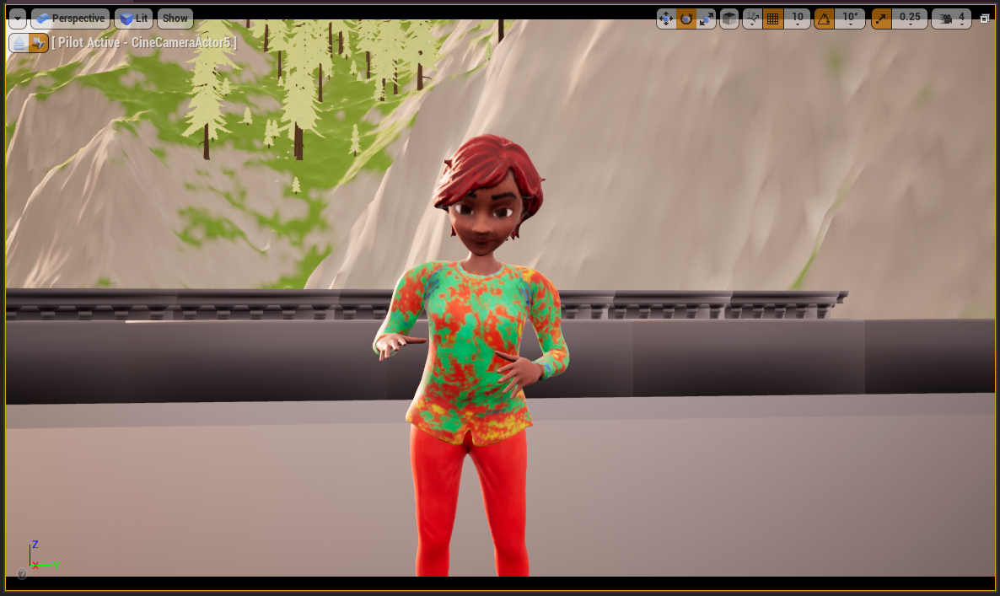 Perspective Lit Show 10 10° 0.25 4
[ Pilot Active - CineCameraActor5 ]
Z
X Y
?